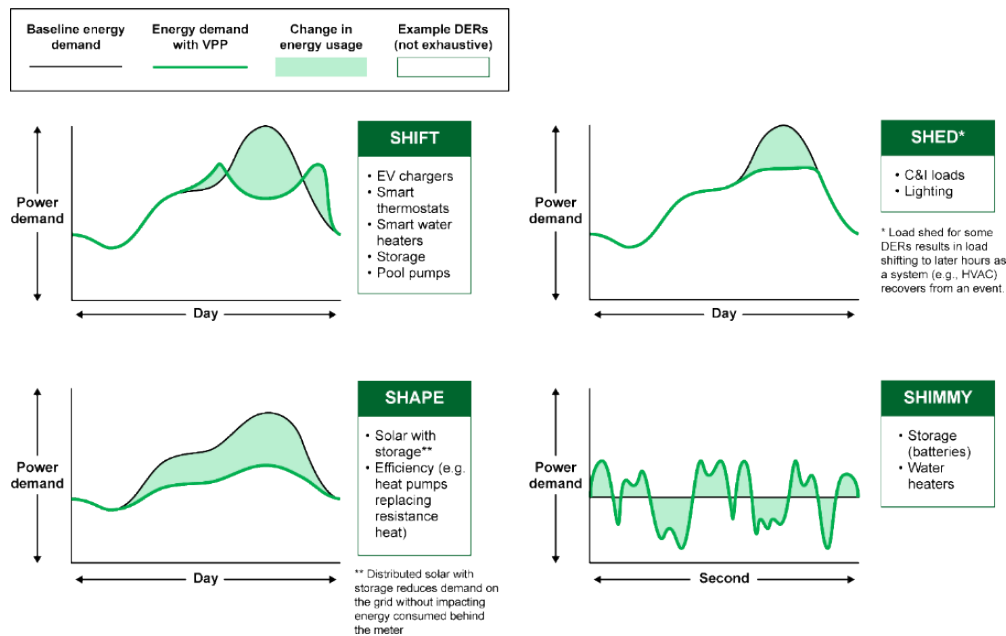 Baseline energy
demand
Energy demand
with VPP
Change in
energy usage
Example DERs
(not exhaustive)
Power
demand
Day
SHIFT
• EV chargers
• Smart
thermostats
• Smart water
heaters
• Storage
• Pool pumps
Power
demand
Day
SHED*
• C&I loads
• Lighting
* Load shed for some
DERs results in load
shifting to later hours as
a system (e.g., HVAC)
recovers from an event.
Power
demand
Day
SHAPE
• Solar with
storage**
• Efficiency (e.g.
heat pumps
replacing
resistance
heat)
** Distributed solar with
storage reduces demand on
the grid without impacting
energy consumed behind
the meter
Power
demand
Second
SHIMMY
• Storage
(batteries)
• Water
heaters